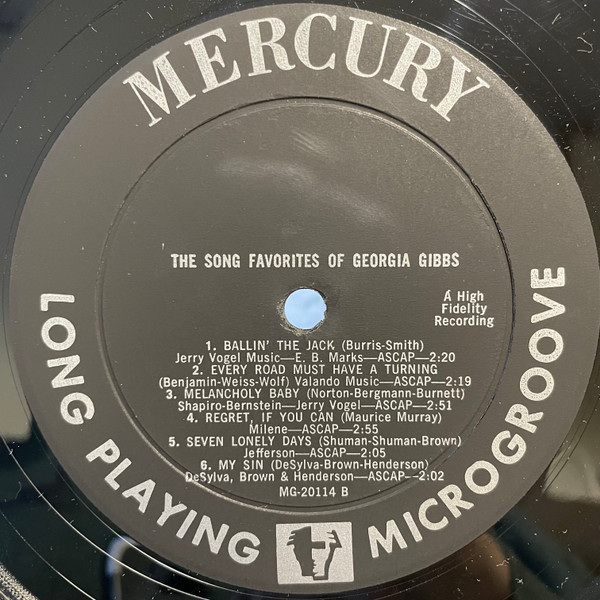 MERCURY
THE SONG FAVORITES OF GEORGIA GIBBS
A High
Fidelity
Recording
1. BALLIN' THE JACK (Burris-Smith)
Jerry Vogel Music—E. B. Marks—ASCAP—2:20
2. EVERY ROAD MUST HAVE A TURNING
(Benjamin-Weiss-Wolf) Valando Music—ASCAP—2:19
3. MELANCHOLY BABY (Norton-Bergmann-Burnett)
Shapiro-Bernstein—Jerry Vogel—ASCAP—2:51
4. REGRET, IF YOU CAN (Maurice Murray)
Milene—ASCAP—2:55
5. SEVEN LONELY DAYS (Shuman-Shuman-Brown)
Jefferson—ASCAP—2:05
6. MY SIN (DeSylva-Brown-Henderson)
DeSylva, Brown & Henderson—ASCAP—2:02
MG-20114 B
LONG PLAYING MICROGROOVE